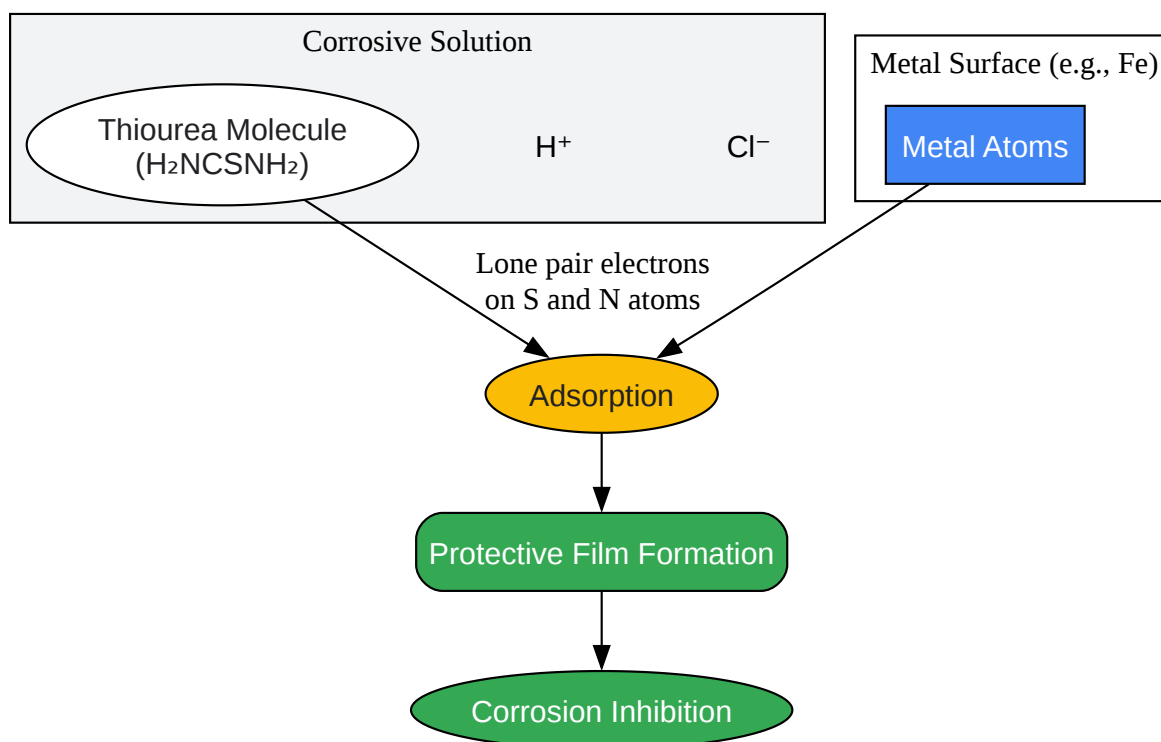 Corrosive Solution
Metal Surface (e.g., Fe)
Thiourea Molecule
(H₂NCSNH₂)
H⁺
Cl⁻
Metal Atoms
Lone pair electrons
on S and N atoms
Adsorption
Protective Film Formation
Corrosion Inhibition